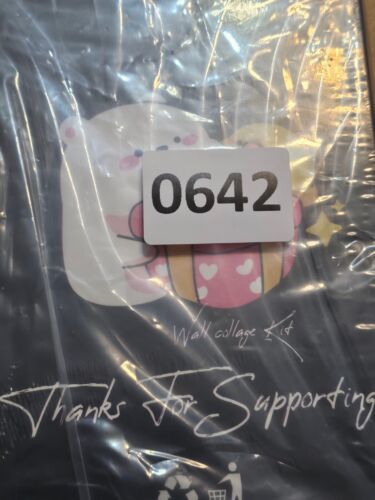 0642
Wall collage Kit
Thanks For Supporting